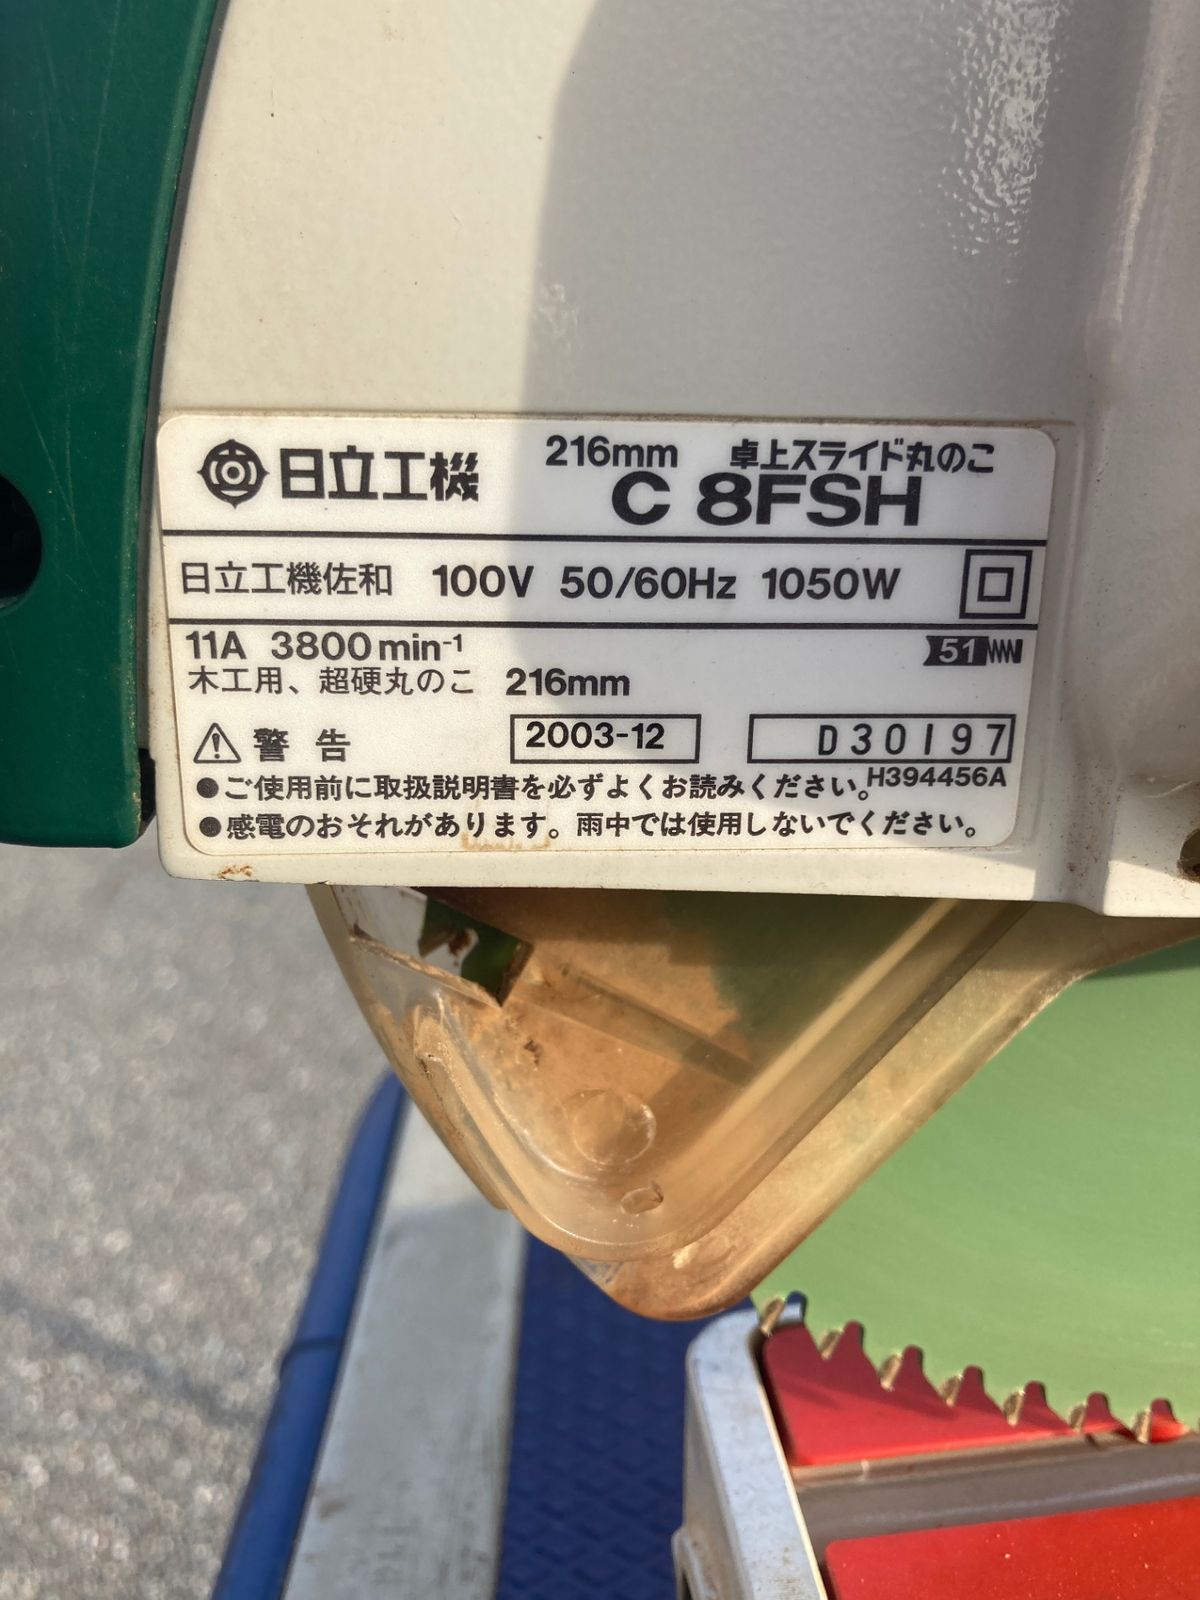 日立工機 216mm 卓上スライド丸のこ
C 8FSH
日立工機佐和 100V 50/60Hz 1050W
11A 3800min⁻¹ 51
木工用、超硬丸のこ 216mm
警告 2003-12 D30197
H394456A
●ご使用前に取扱説明書を必ずよくお読みください。
●感電のおそれがあります。雨中では使用しないでください。